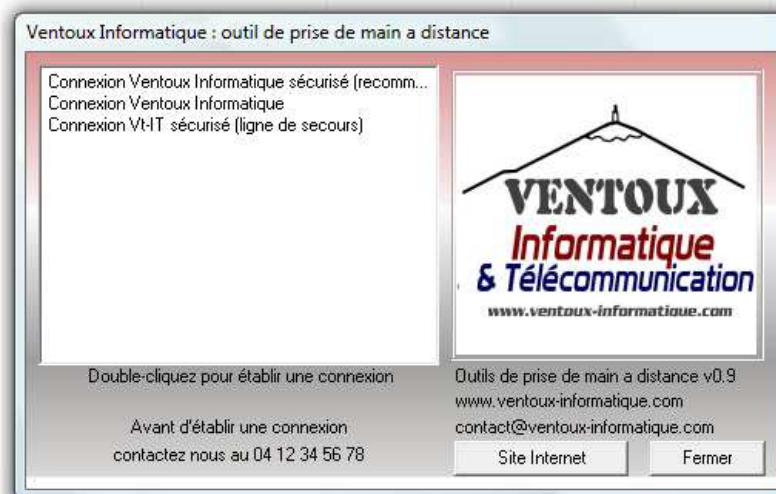 Ventoux Informatique : outil de prise de main a distance
Connexion Ventoux Informatique sécurisé (recomm...
Connexion Ventoux Informatique
Connexion Vt-IT sécurisé (ligne de secours)
VENTOUX
Informatique
& Télécommunication
www.ventoux-informatique.com
Double-cliquez pour établir une connexion
Avant d'établir une connexion
contactez nous au 04 12 34 56 78
Outils de prise de main a distance v0.9
www.ventoux-informatique.com
contact@ventoux-informatique.com
Site Internet
Fermer